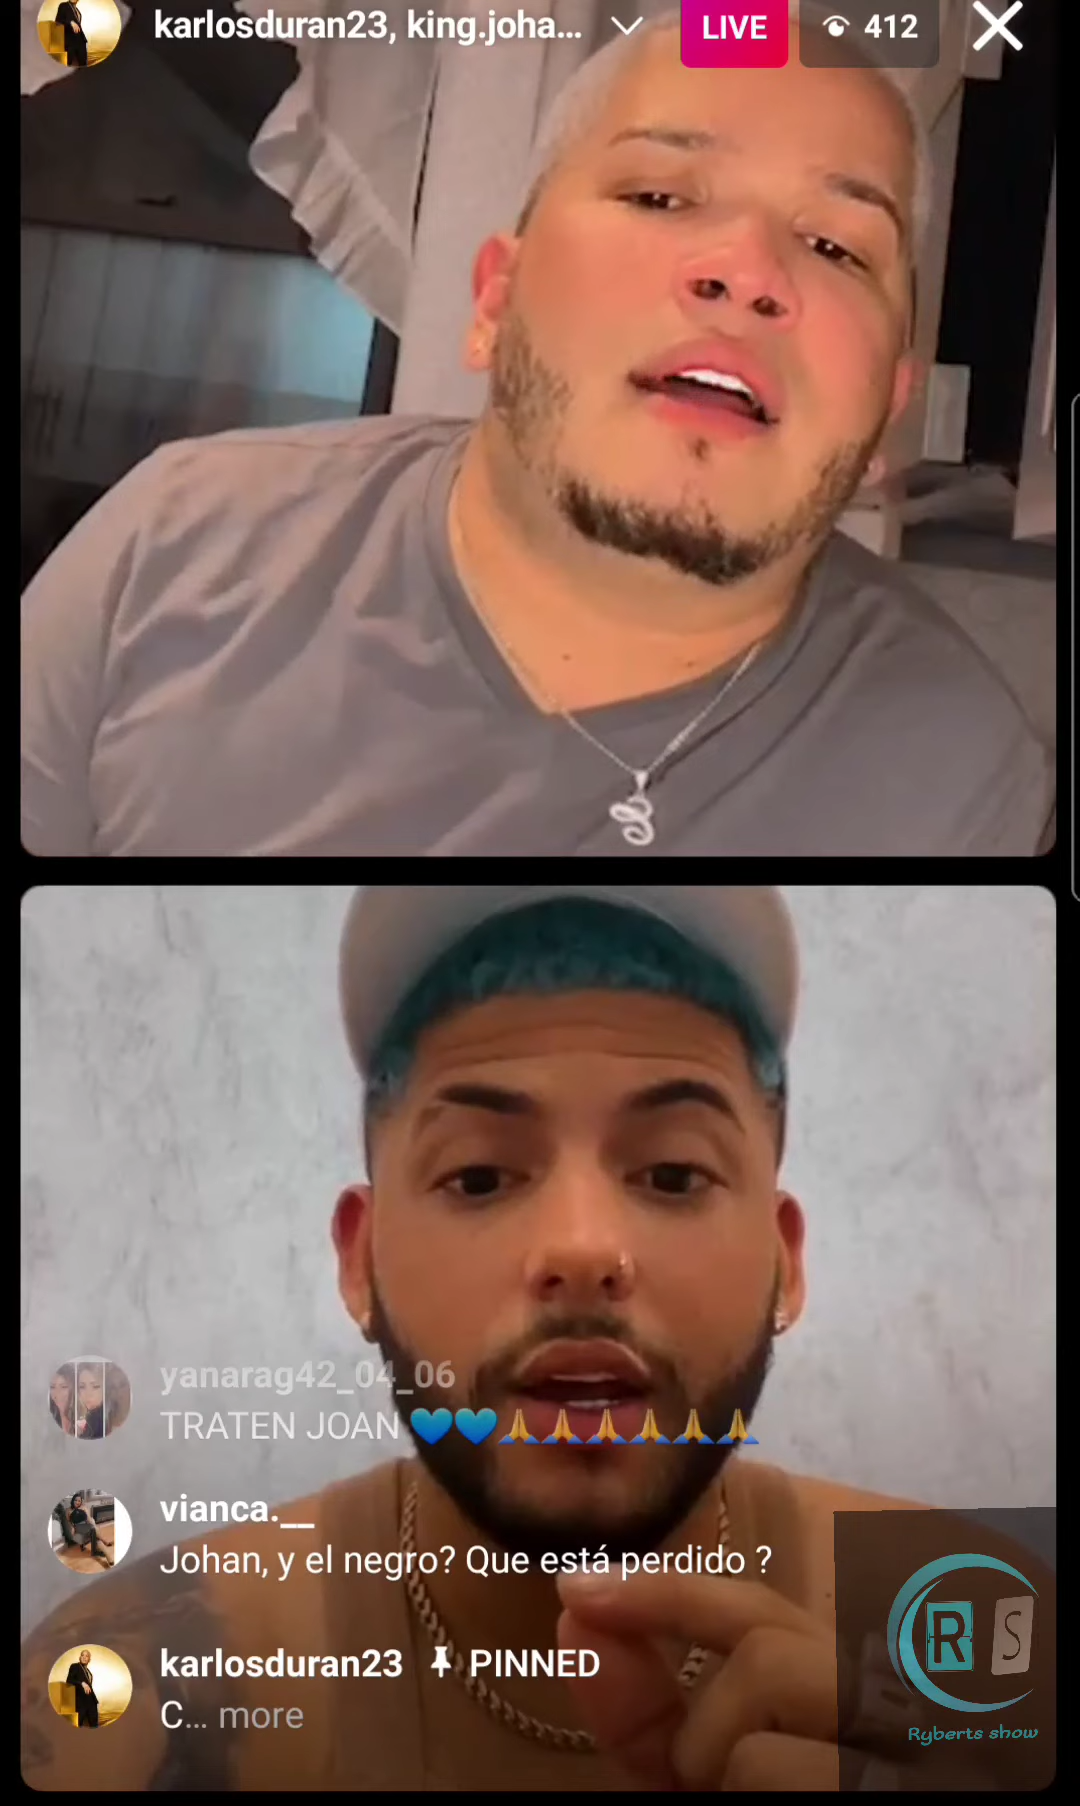 karlosduran23, king.joha...
LIVE
412
yanarag42_04_06
TRATEN JOAN 💙💙🙏🙏🙏🙏🙏🙏
vianca.__
Johan, y el negro? Que está perdido ?
karlosduran23 📌 PINNED
C... more
R S
Ryberts show